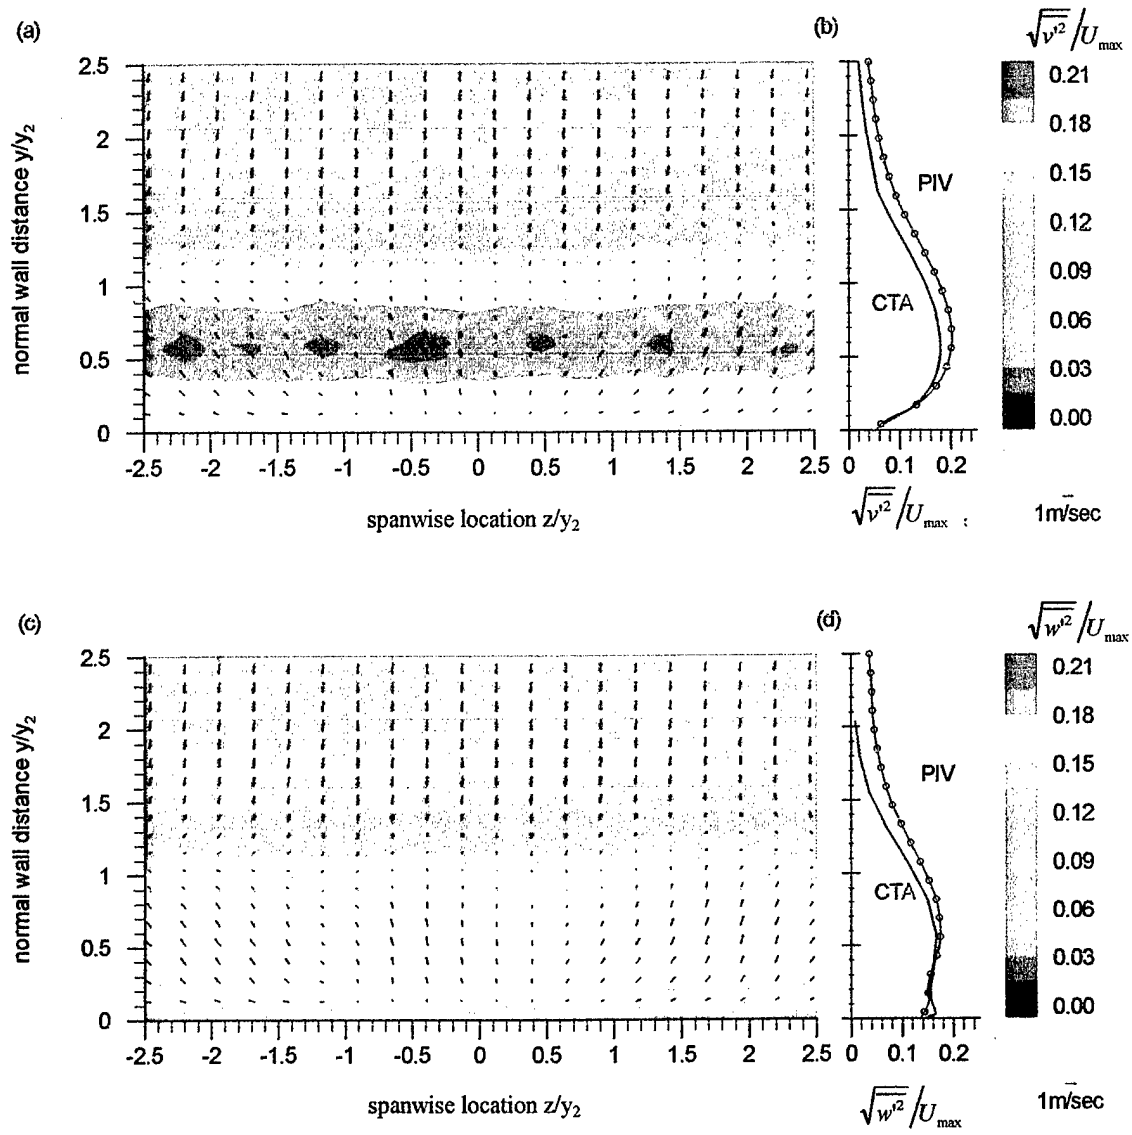 (a)
(b)
√v'²/U max
2.5
2
1.5
1
0.5
0
normal wall distance y/y2
-2.5 -2 -1.5 -1 -0.5 0 0.5 1 1.5 2 2.5
spanwise location z/y2
PIV
CTA
0 0.1 0.2
√v'²/U max
0.21
0.18
0.15
0.12
0.09
0.06
0.03
0.00
1m/sec
(c)
(d)
√w'²/U max
2.5
2
1.5
1
0.5
0
normal wall distance y/y2
-2.5 -2 -1.5 -1 -0.5 0 0.5 1 1.5 2 2.5
spanwise location z/y2
PIV
CTA
0 0.1 0.2
√w'²/U max
0.21
0.18
0.15
0.12
0.09
0.06
0.03
0.00
1m/sec